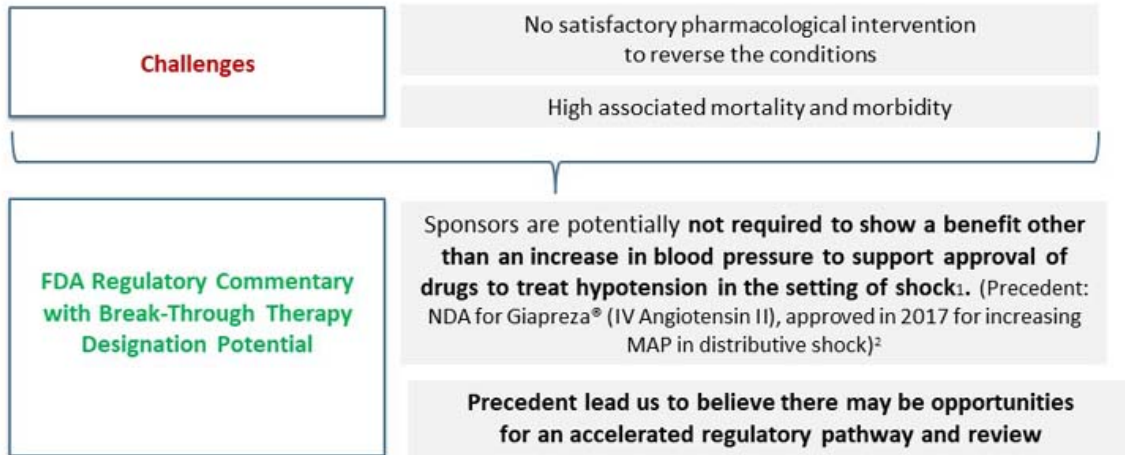 Challenges
No satisfactory pharmacological intervention
to reverse the conditions
High associated mortality and morbidity
FDA Regulatory Commentary
with Break-Through Therapy
Designation Potential
Sponsors are potentially not required to show a benefit other
than an increase in blood pressure to support approval of
drugs to treat hypotension in the setting of shock₁. (Precedent:
NDA for Giapreza® (IV Angiotensin II), approved in 2017 for increasing
MAP in distributive shock)²
Precedent lead us to believe there may be opportunities
for an accelerated regulatory pathway and review